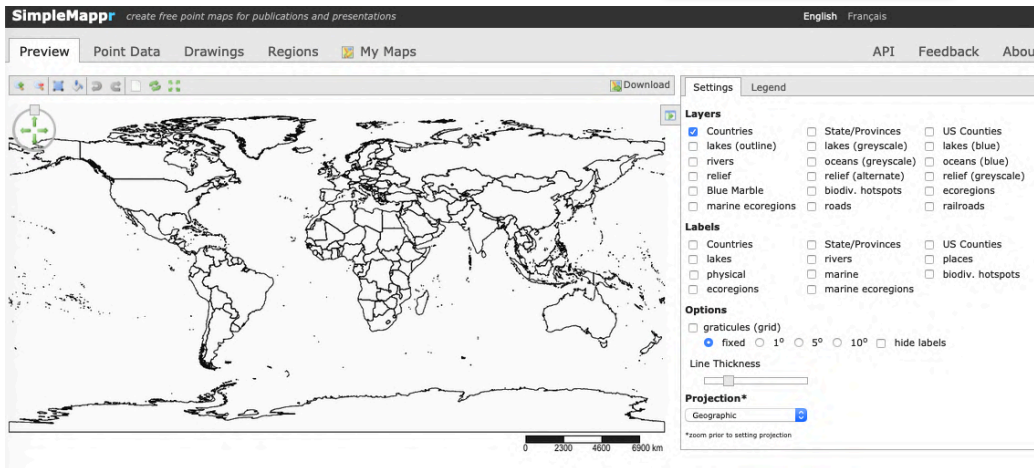 SimpleMappr create free point maps for publications and presentations English Français
Preview Point Data Drawings Regions My Maps API Feedback Abou
Download
Settings Legend
Layers
Countries State/Provinces US Counties
lakes (outline) lakes (greyscale) lakes (blue)
rivers oceans (greyscale) oceans (blue)
relief relief (alternate) relief (greyscale)
Blue Marble biodiv. hotspots ecoregions
marine ecoregions roads railroads
Labels
Countries State/Provinces US Counties
lakes rivers places
physical marine biodiv. hotspots
ecoregions marine ecoregions
Options
graticules (grid)
fixed 1º 5º 10º hide labels
Line Thickness
Projection*
Geographic
*zoom prior to setting projection
0 2300 4600 6900 km